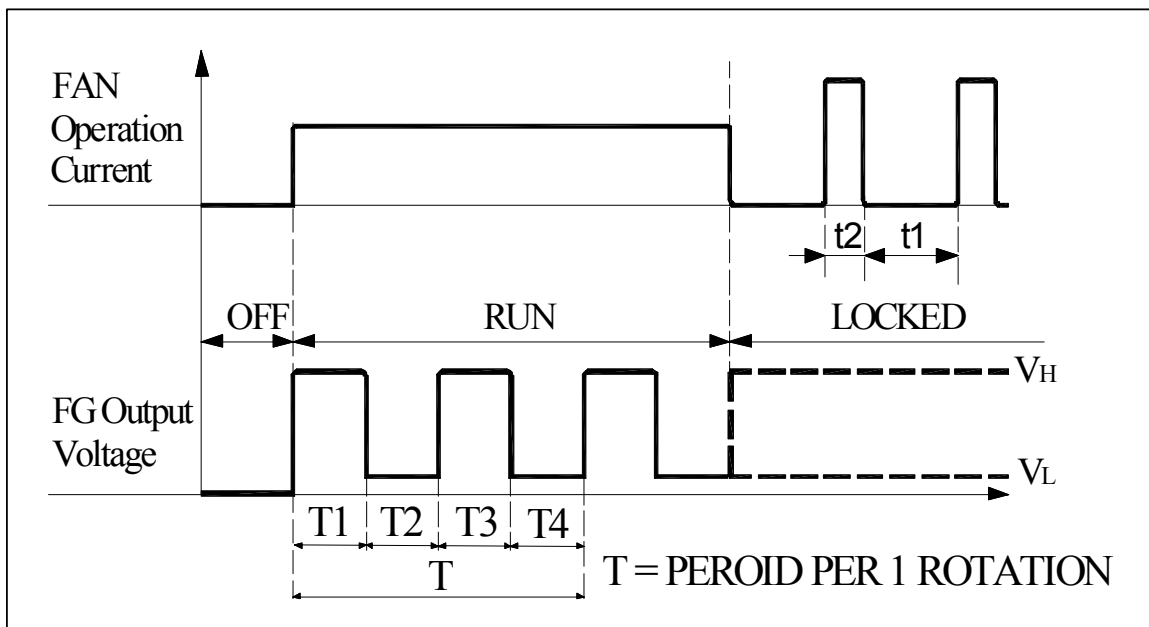 FAN
Operation
Current
t2
t1
OFF
RUN
LOCKED
VH
FG Output
Voltage
VL
T1
T2
T3
T4
T
T = PEROID PER 1 ROTATION